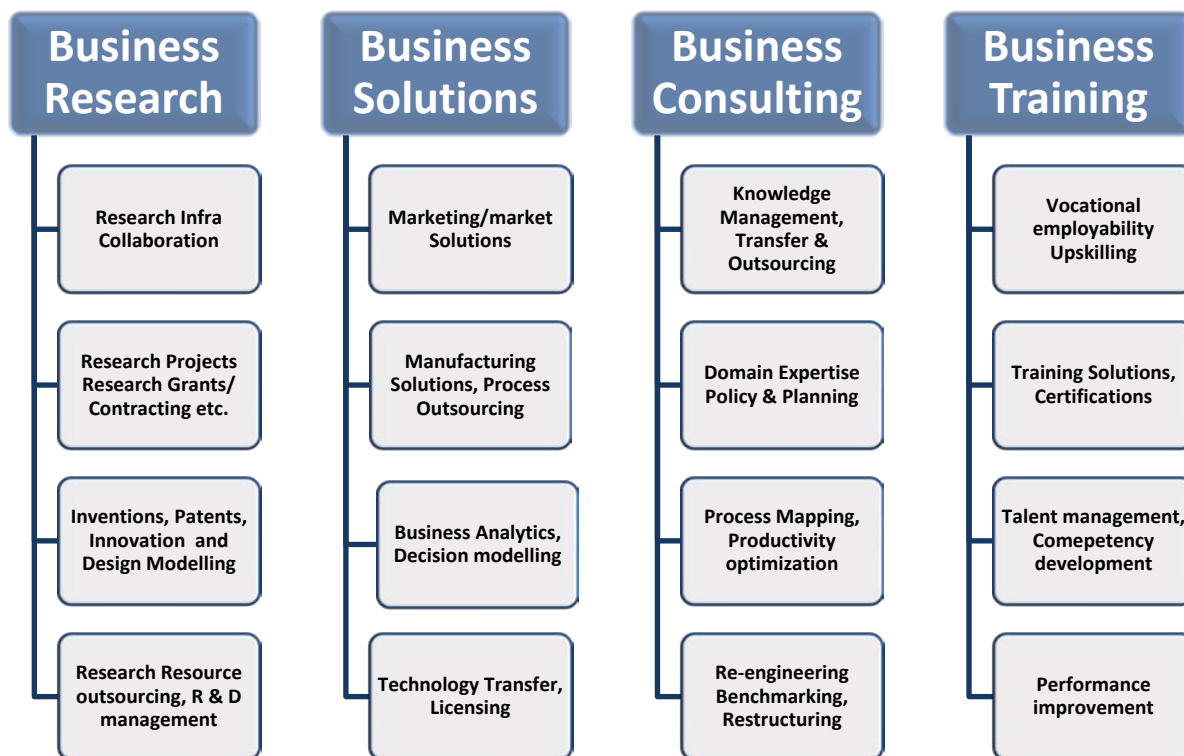 Business
Research
Research Infra
Collaboration
Research Projects
Research Grants/
Contracting etc.
Inventions, Patents,
Innovation and
Design Modelling
Research Resource
outsourcing, R & D
management
Business
Solutions
Marketing/market
Solutions
Manufacturing
Solutions, Process
Outsourcing
Business Analytics,
Decision modelling
Technology Transfer,
Licensing
Business
Consulting
Knowledge
Management,
Transfer &
Outsourcing
Domain Expertise
Policy & Planning
Process Mapping,
Productivity
optimization
Re-engineering
Benchmarking,
Restructuring
Business
Training
Vocational
employability
Upskilling
Training Solutions,
Certifications
Talent management,
Comepetency
development
Performance
improvement